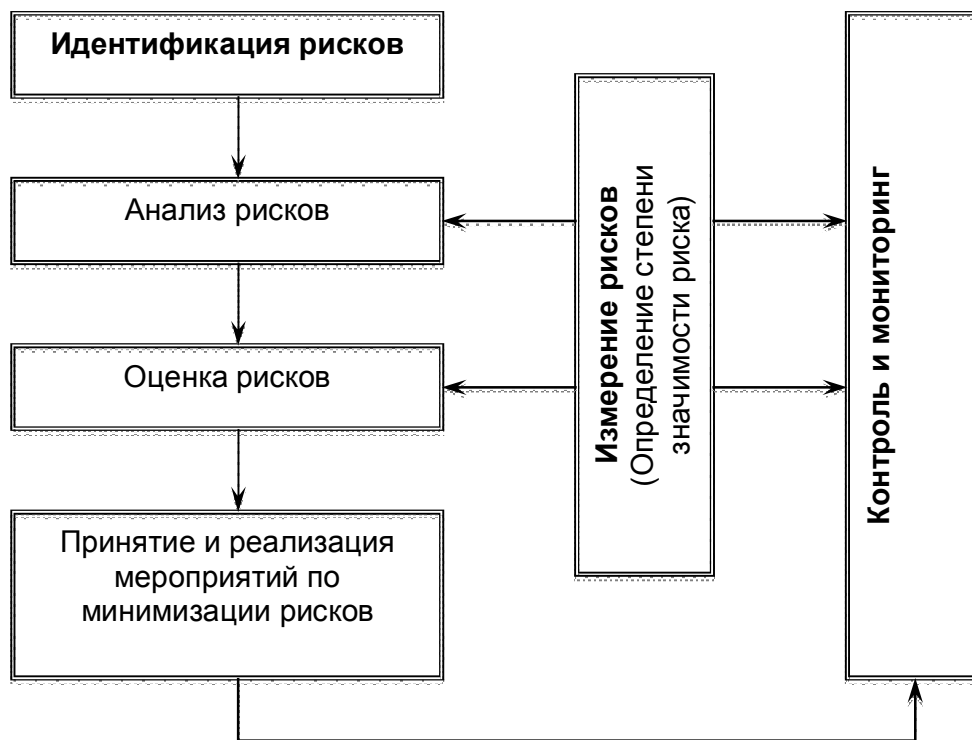 Идентификация рисков
Анализ рисков
Оценка рисков
Принятие и реализация
мероприятий по
минимизации рисков
Измерение рисков
(Определение степени
значимости риска)
Контроль и мониторинг